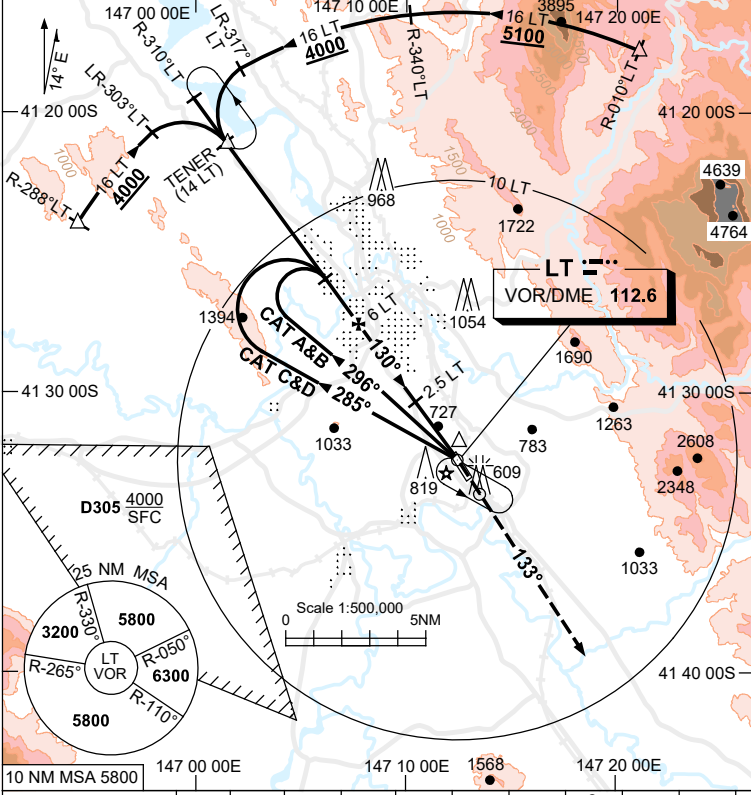 147 00 00E
147 10 00E
147 20 00E
3895
14° E
R-310°LT
LR-317°
LT
16 LT
4000
R-340°LT
16 LT
5100
R-010°LT
41 20 00S
41 20 00S
LR-303°LT
16 LT
4000
R-288°LT
1000
TENER
(14 LT)
2500
2000
1500
1000
968
10 LT
1722
4639
4764
LT
VOR/DME 112.6
1054
6 LT
1394
CAT A&B
296°
CAT C&D
285°
130°
2.5 LT
1690
41 30 00S
41 30 00S
727
783
1263
1033
2608
2348
819
609
D305 4000
SFC
1033
133°
25 NM MSA
R-330°
5800
3200
LT
VOR
R-050°
6300
R-265°
R-110°
5800
Scale 1:500,000
0
5NM
41 40 00S
10 NM MSA 5800
147 00 00E
147 10 00E
147 20 00E
1568